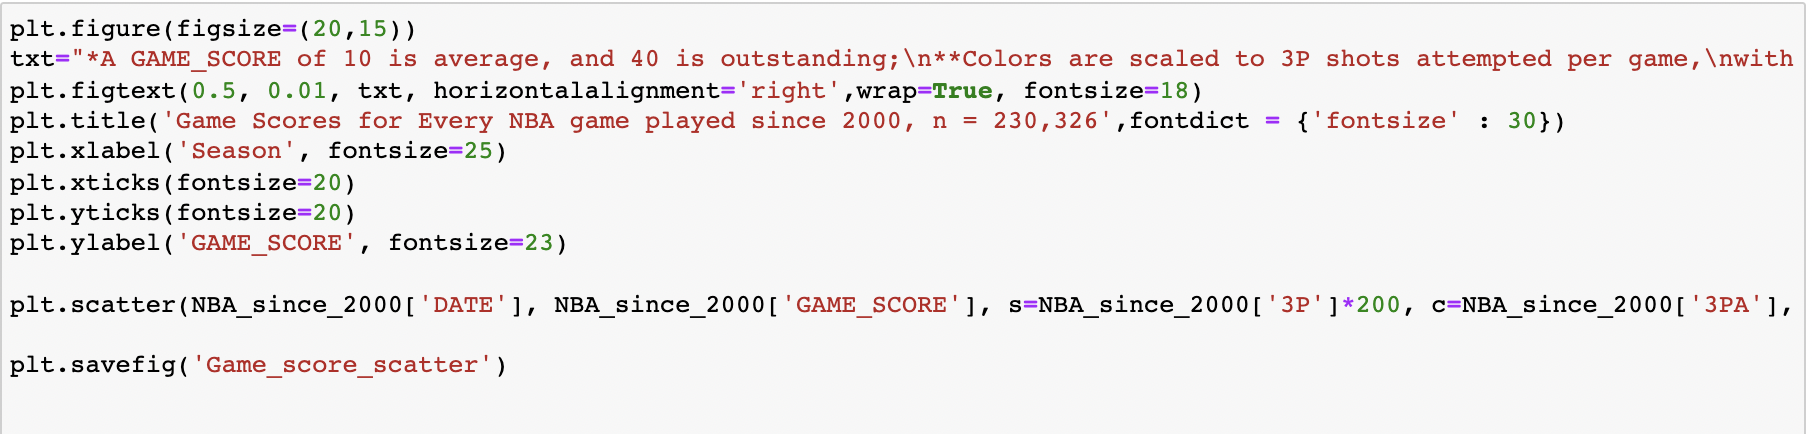 plt.figure(figsize=(20,15))
txt="*A GAME_SCORE of 10 is average, and 40 is outstanding;\n**Colors are scaled to 3P shots attempted per game,\nwith
plt.figtext(0.5, 0.01, txt, horizontalalignment='right',wrap=True, fontsize=18)
plt.title('Game Scores for Every NBA game played since 2000, n = 230,326',fontdict = {'fontsize' : 30})
plt.xlabel('Season', fontsize=25)
plt.xticks(fontsize=20)
plt.yticks(fontsize=20)
plt.ylabel('GAME_SCORE', fontsize=23)
plt.scatter(NBA_since_2000['DATE'], NBA_since_2000['GAME_SCORE'], s=NBA_since_2000['3P']*200, c=NBA_since_2000['3PA'],
plt.savefig('Game_score_scatter')